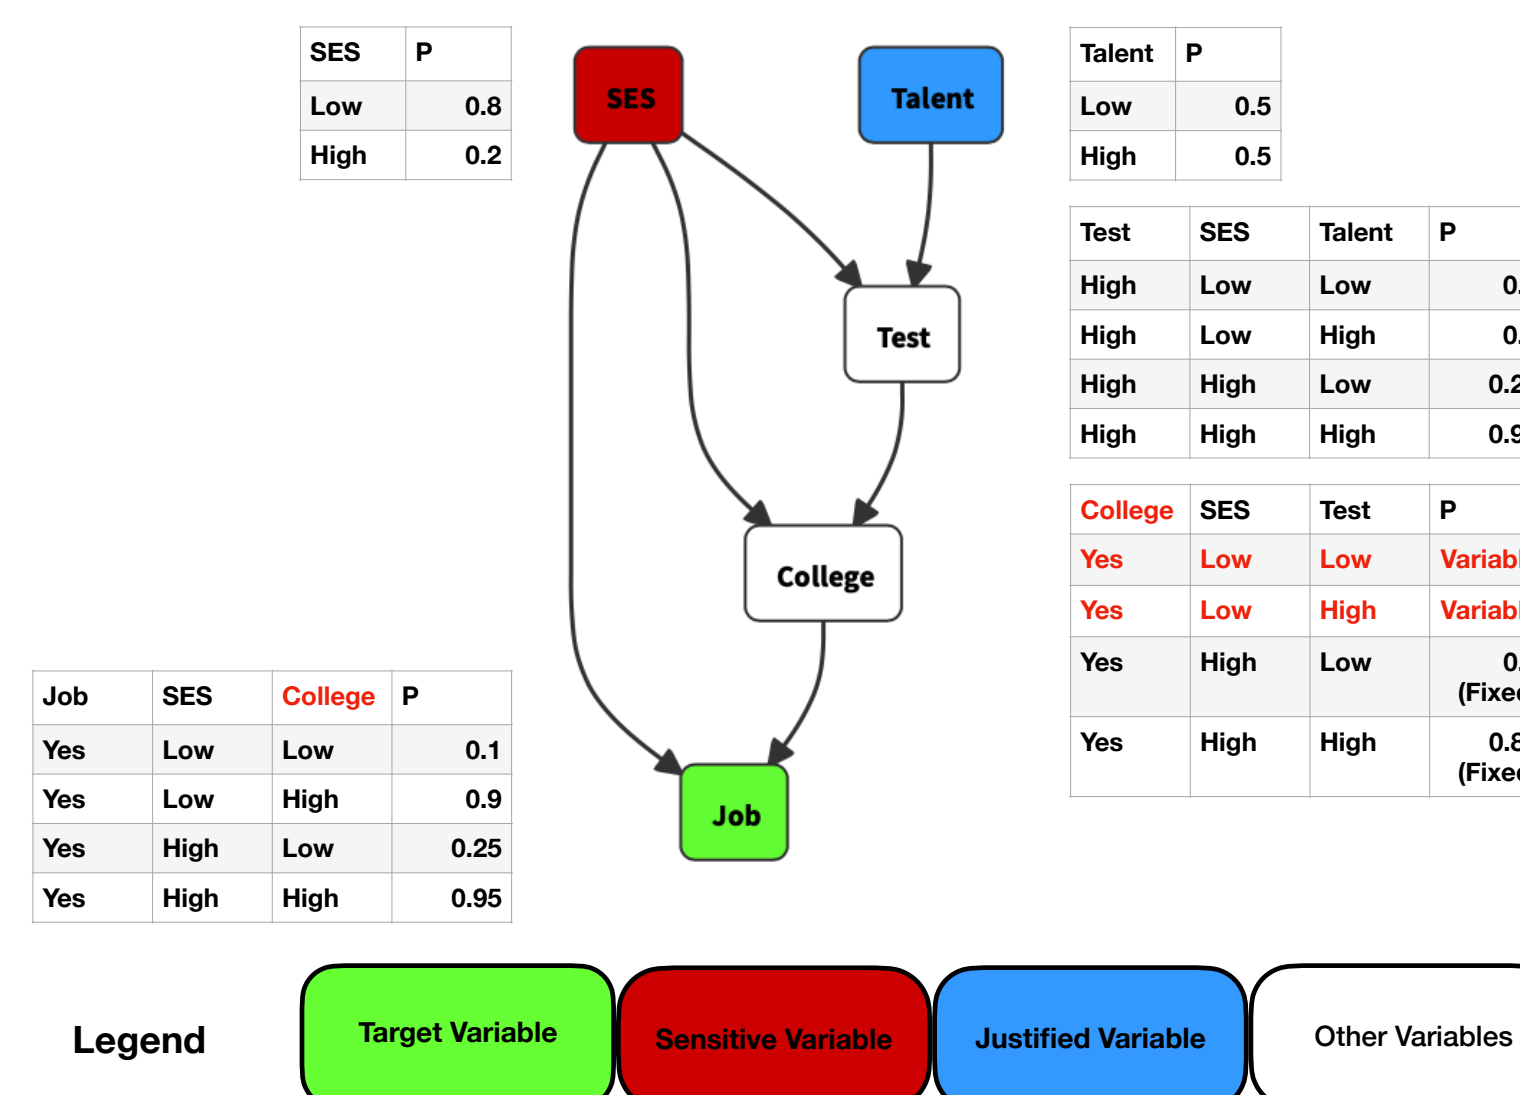 SES P
Low 0.8
High 0.2
SES
Talent
Talent P
Low 0.5
High 0.5
Test SES Talent P
High Low Low
High Low High
High High Low
High High High
Test
College SES Test P
Yes Low Low
Yes Low High
Yes High Low
Yes High High
College
Job SES College P
Yes Low Low 0.1
Yes Low High 0.9
Yes High Low 0.25
Yes High High 0.95
Job
Legend
Target Variable
Sensitive Variable
Justified Variable
Other Variables